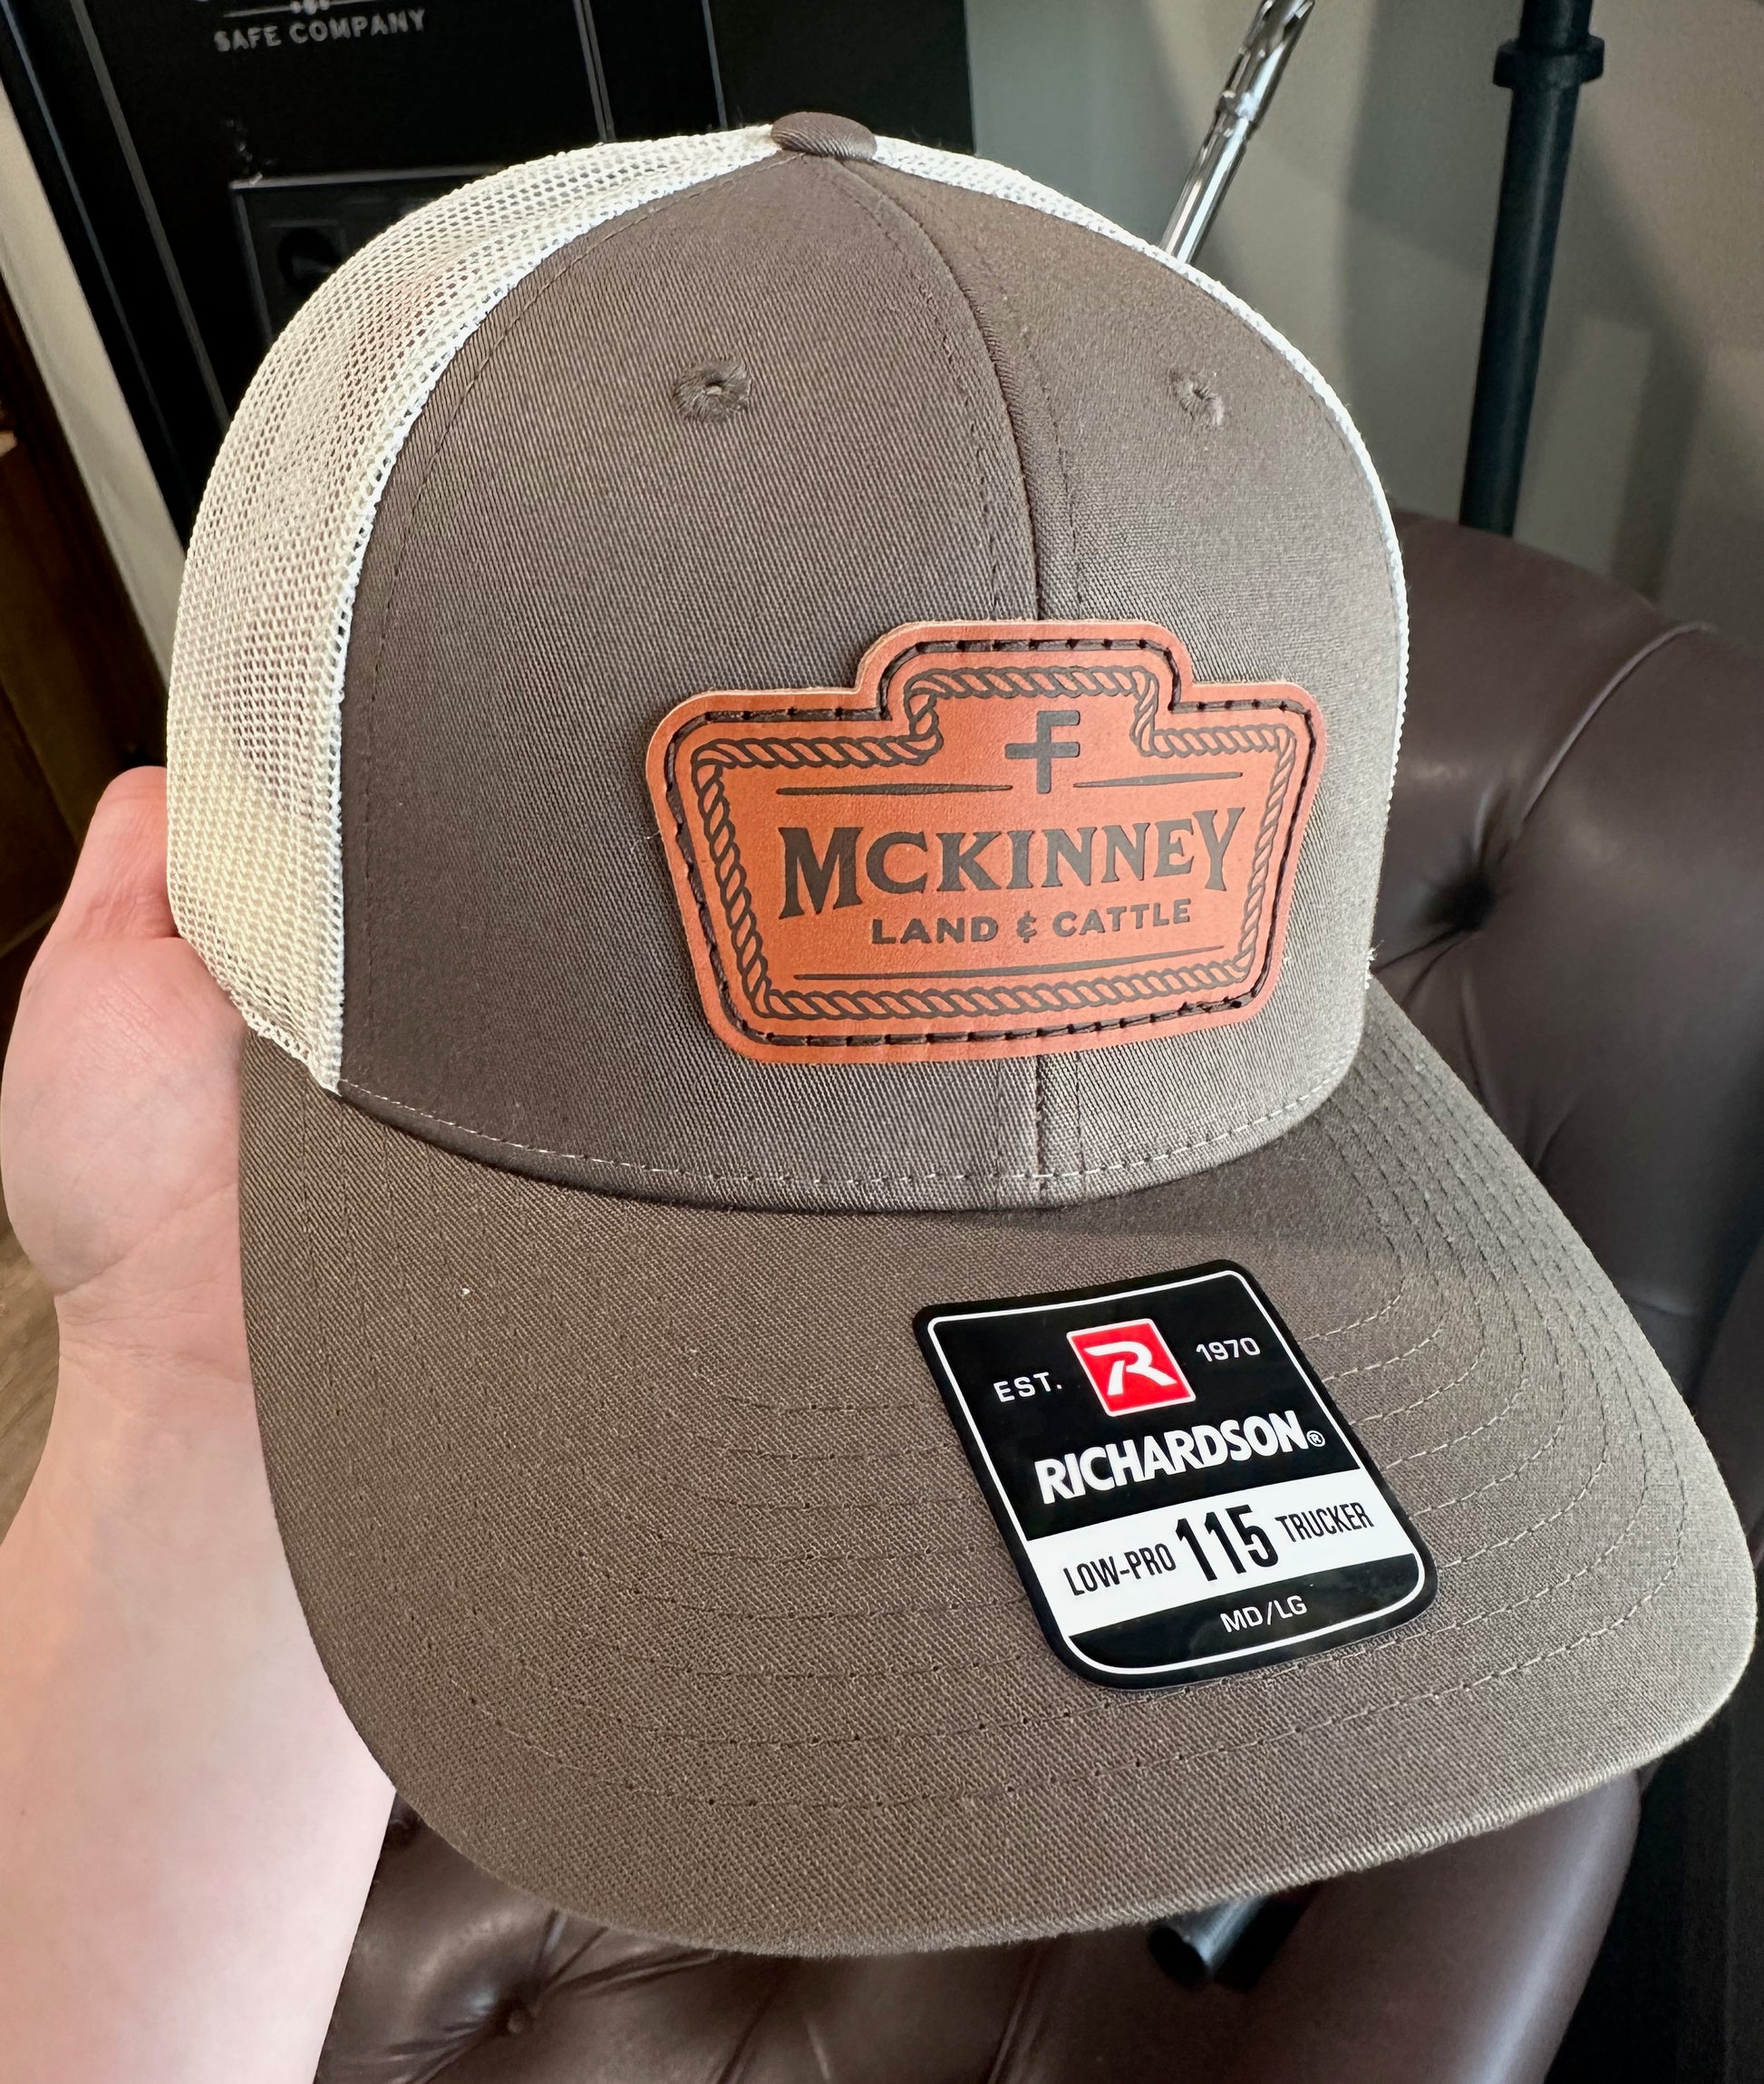 SAFE COMPANY
MCKINNEY
LAND & CATTLE
EST. R 1970
RICHARDSON®
LOW-PRO 115 TRUCKER
MD/LG